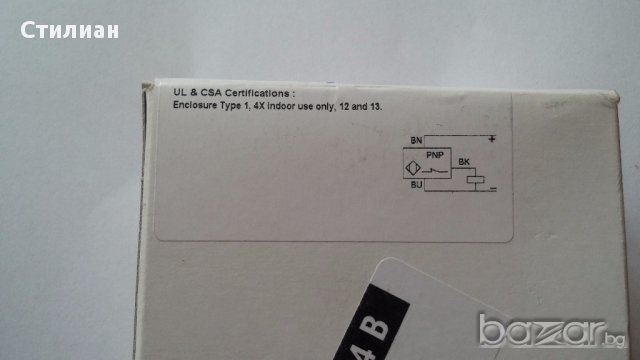 Стилиан
UL & CSA Certifications :
Enclosure Type 1, 4X indoor use only, 12 and 13.
BN
+
PNP
BK
BU
−
4 B
bazar.bg